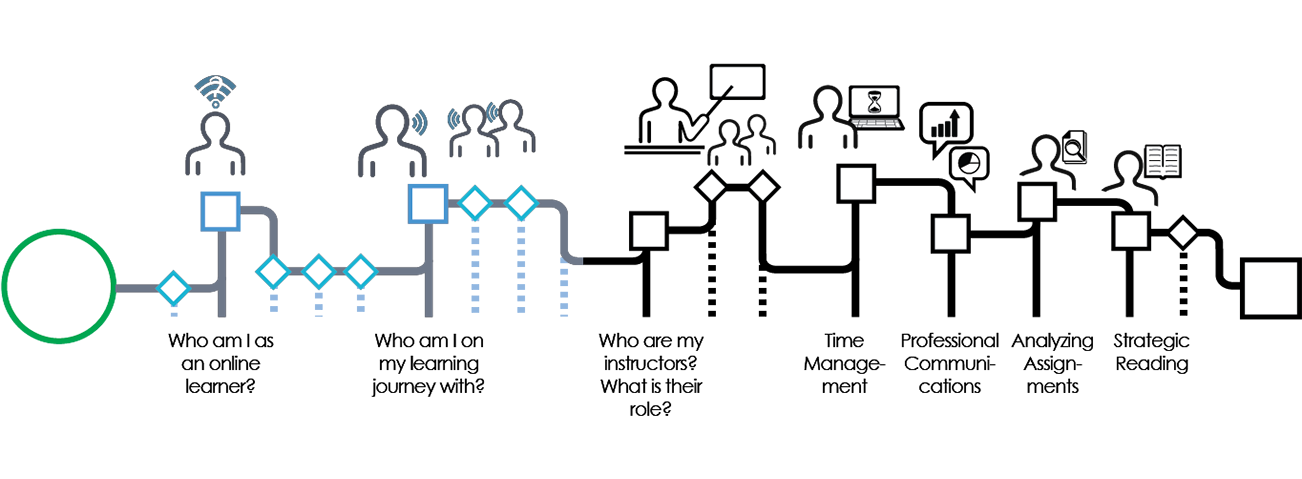 Who am I as
an online
learner?
Who am I on
my learning
journey with?
Who are my
instructors?
What is their
role?
Time
Manage-
ment
Professional
Communi-
cations
Analyzing
Assign-
ments
Strategic
Reading